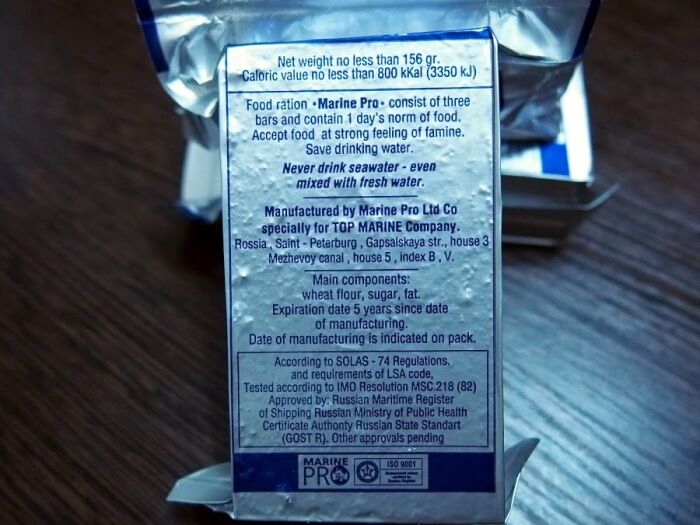 Net weight no less than 156 gr.
Caloric value no less than 800 kKal (3350 kJ)
Food ration •Marine Pro• consist of three
bars and contain 1 day's norm of food.
Accept food at strong feeling of famine.
Save drinking water.
Never drink seawater - even
mixed with fresh water.
Manufactured by Marine Pro Ltd Co
specially for TOP MARINE Company.
Rossia , Saint - Peterburg , Gapsalskaya str., house 3
Mezhevoy canal , house 5 , index B , V.
Main components:
wheat flour, sugar, fat.
Expiration date 5 years since date
of manufacturing.
Date of manufacturing is indicated on pack.
According to SOLAS - 74 Regulations.
and requirements of LSA code,
Tested according to IMO Resolution MSC.218 (82)
Approved by: Russian Maritime Register
of Shipping Russian Ministry of Public Health
Certificate Authonty Russian State Standart
(GOST R). Other approvals pending
MARINE
PRO
ISO 9001